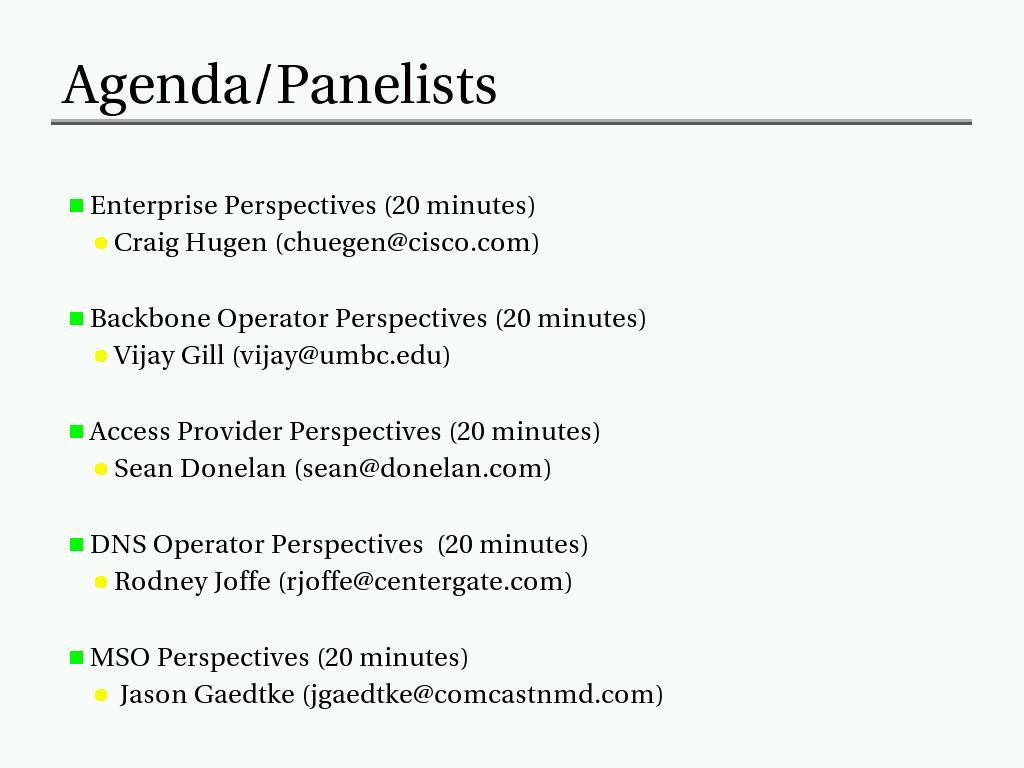 Agenda/Panelists
Enterprise Perspectives (20 minutes)
Craig Hugen (chuegen@cisco.com)
Backbone Operator Perspectives (20 minutes)
Vijay Gill (vijay@umbc.edu)
Access Provider Perspectives (20 minutes)
Sean Donelan (sean@donelan.com)
DNS Operator Perspectives  (20 minutes)
Rodney Joffe (rjoffe@centergate.com)
MSO Perspectives (20 minutes)
Jason Gaedtke (jgaedtke@comcastnmd.com)